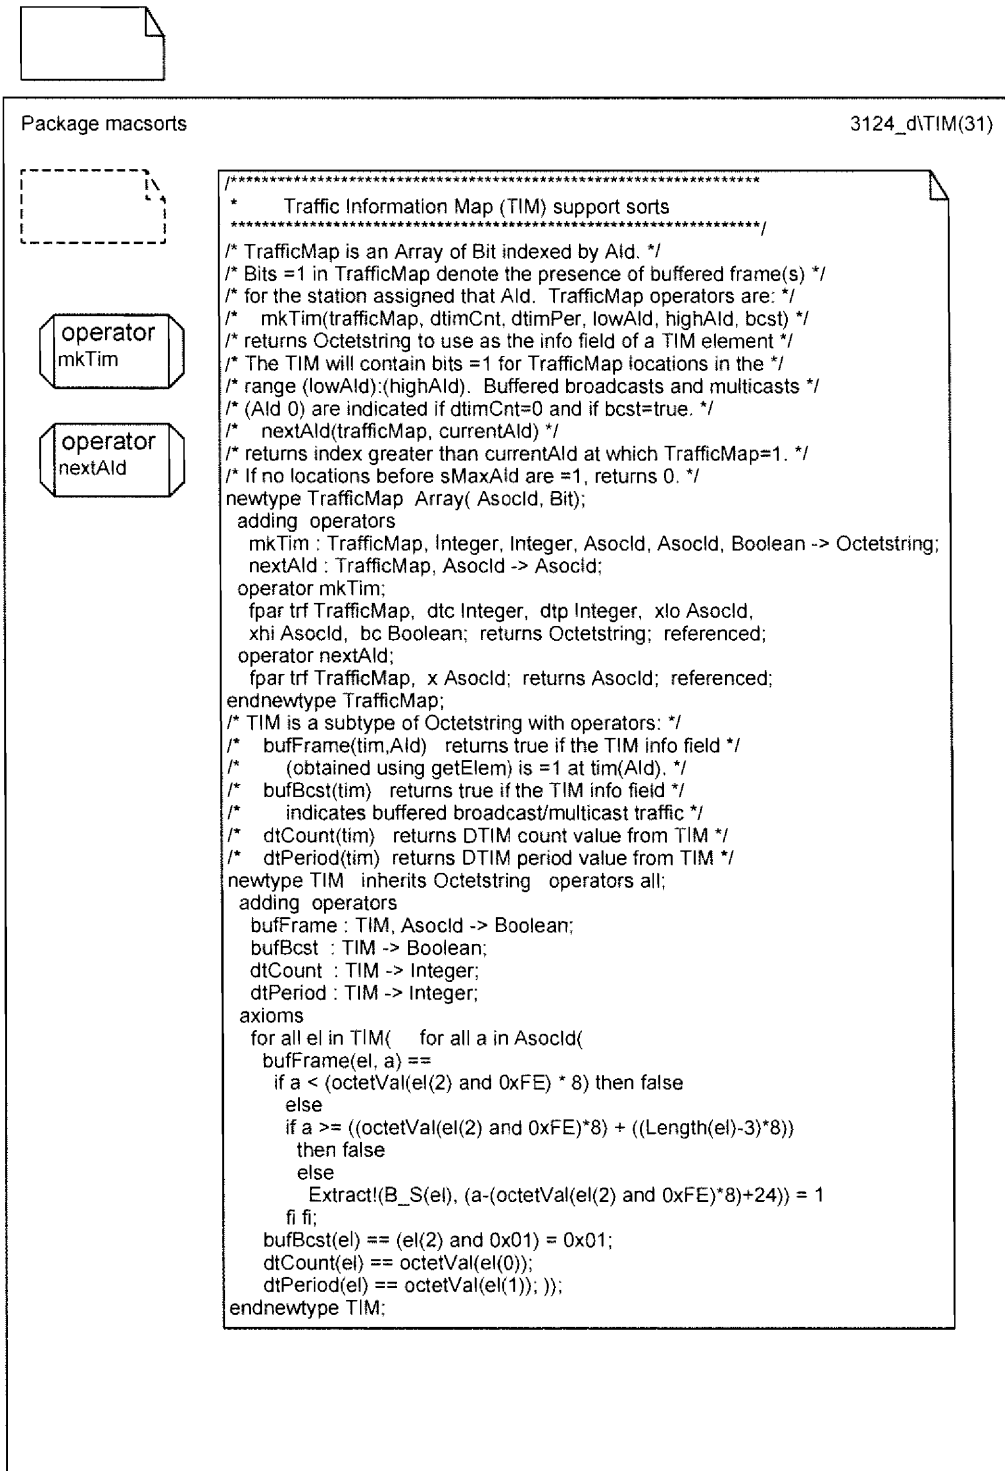 Package macsorts
3124_d\TIM(31)
operator
mkTim
operator
nextAId
/*******************************************************************
* Traffic Information Map (TIM) support sorts
*******************************************************************/
/* TrafficMap is an Array of Bit indexed by AId. */
/* Bits =1 in TrafficMap denote the presence of buffered frame(s) */
/* for the station assigned that AId. TrafficMap operators are: */
/* mkTim(trafficMap, dtimCnt, dtimPer, lowAId, highAId, bcst) */
/* returns Octetstring to use as the info field of a TIM element */
/* The TIM will contain bits =1 for TrafficMap locations in the */
/* range (lowAId):(highAId). Buffered broadcasts and multicasts */
/* (AId 0) are indicated if dtimCnt=0 and if bcst=true. */
/* nextAId(trafficMap, currentAId) */
/* returns index greater than currentAId at which TrafficMap=1. */
/* If no locations before sMaxAId are =1, returns 0. */
newtype TrafficMap Array( AsocId, Bit);
adding operators
mkTim : TrafficMap, Integer, Integer, AsocId, AsocId, Boolean -> Octetstring;
nextAId : TrafficMap, AsocId -> AsocId;
operator mkTim;
fpar trf TrafficMap, dtc Integer, dtp Integer, xlo AsocId,
xhi AsocId, bc Boolean; returns Octetstring; referenced;
operator nextAId;
fpar trf TrafficMap, x AsocId; returns AsocId; referenced;
endnewtype TrafficMap;
/* TIM is a subtype of Octetstring with operators: */
/* bufFrame(tim,AId) returns true if the TIM info field */
/* (obtained using getElem) is =1 at tim(AId). */
/* bufBcst(tim) returns true if the TIM info field */
/* indicates buffered broadcast/multicast traffic */
/* dtCount(tim) returns DTIM count value from TIM */
/* dtPeriod(tim) returns DTIM period value from TIM */
newtype TIM inherits Octetstring operators all;
adding operators
bufFrame : TIM, AsocId -> Boolean;
bufBcst : TIM -> Boolean;
dtCount : TIM -> Integer;
dtPeriod : TIM -> Integer;
axioms
for all el in TIM( for all a in AsocId(
bufFrame(el, a) ==
if a < (octetVal(el(2) and 0xFE) * 8) then false
else
if a >= ((octetVal(el(2) and 0xFE)*8) + ((Length(el)-3)*8))
then false
else
Extract!(B_S(el), (a-(octetVal(el(2) and 0xFE)*8)+24)) = 1
fi fi;
bufBcst(el) == (el(2) and 0x01) = 0x01;
dtCount(el) == octetVal(el(0));
dtPeriod(el) == octetVal(el(1)); ));
endnewtype TIM;